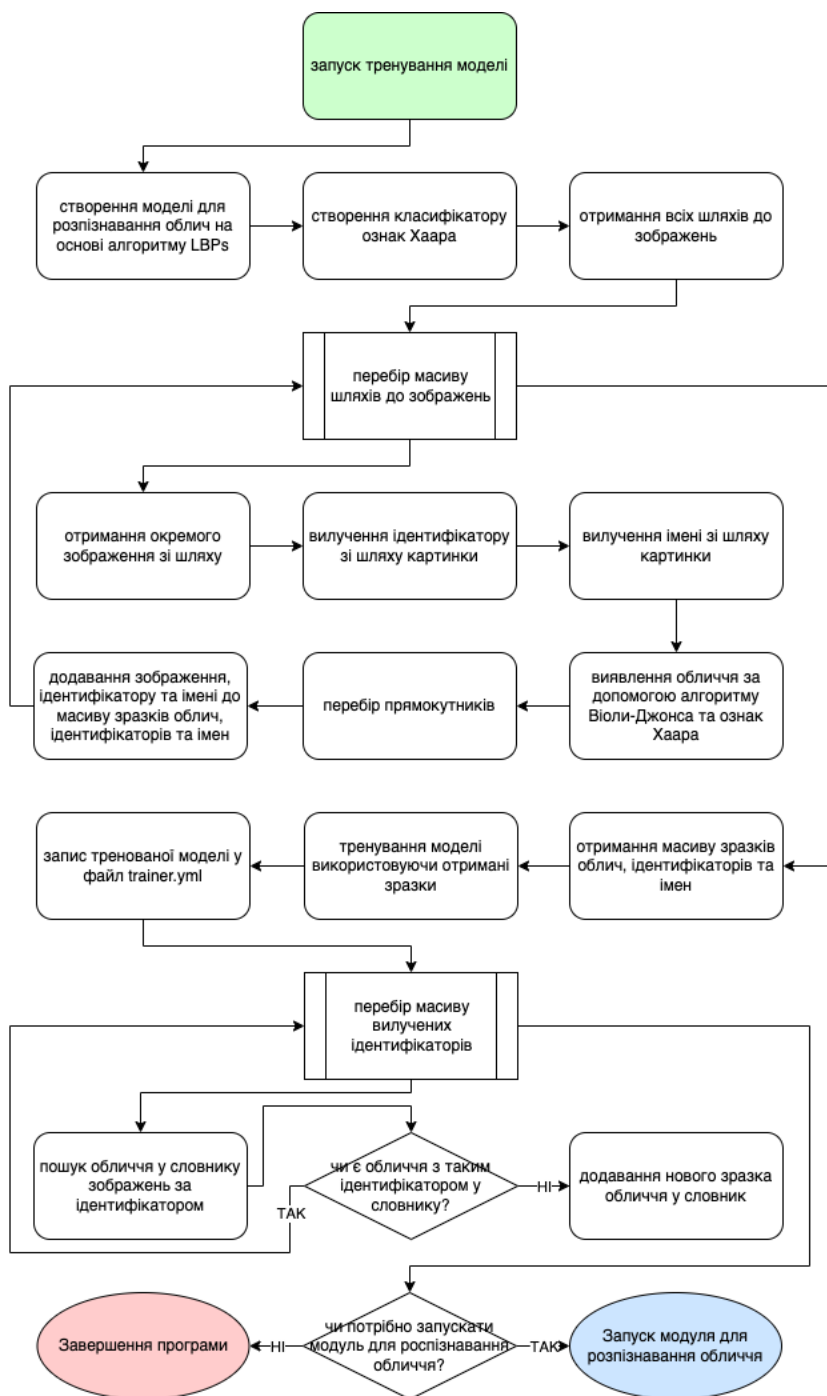 запуск тренування моделі
створення моделі для
розпізнавання облич на
основі алгоритму LBPs
створення класифікатору
ознак Хаара
отримання всіх шляхів до
зображень
перебір масиву
шляхів до зображень
отримання окремого
зображення зі шляху
вилучення ідентифікатору
зі шляху картинки
вилучення імені зі шляху
картинки
додавання зображення,
ідентифікатору та імені до
масиву зразків облич,
ідентифікаторів та імен
перебір прямокутників
виявлення обличчя за
допомогою алгоритму
Віоли-Джонса та ознак
Хаара
запис тренованої моделі у
файл trainer.yml
тренування моделі
використовуючи отримані
зразки
отримання масиву зразків
облич, ідентифікаторів та
імен
перебір масиву
вилучених
ідентифікаторів
пошук обличчя у словнику
зображень за
ідентифікатором
ТАК
чи є обличчя з таким
ідентифікатором у
словнику?
НІ
додавання нового зразка
обличчя у словник
Завершення програми
НІ
чи потрібно запускати
модуль для роспізнавання
обличчя?
ТАК
Запуск модуля для
розпізнавання обличчя